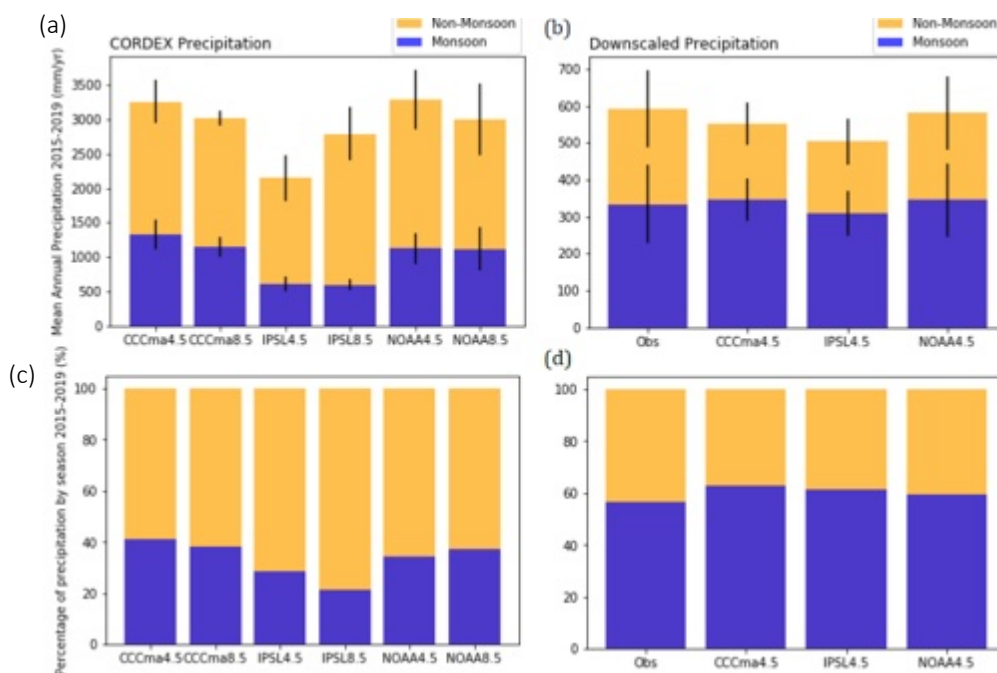 (a)
CORDEX Precipitation
Non-Monsoon
Monsoon
Mean Annual Precipitation 2015-2019 (mm/yr)
3500
3000
2500
2000
1500
1000
500
0
CCCma4.5 CCCma8.5 IPSL4.5 IPSL8.5 NOAA4.5 NOAA8.5
(b)
Downscaled Precipitation
Non-Monsoon
Monsoon
700
600
500
400
300
200
100
0
Obs CCCma4.5 IPSL4.5 NOAA4.5
(c)
Percentage of precipitation by season 2015-2019 (%)
100
80
60
40
20
0
CCCma4.5 CCCma8.5 IPSL4.5 IPSL8.5 NOAA4.5 NOAA8.5
(d)
100
80
60
40
20
0
Obs CCCma4.5 IPSL4.5 NOAA4.5